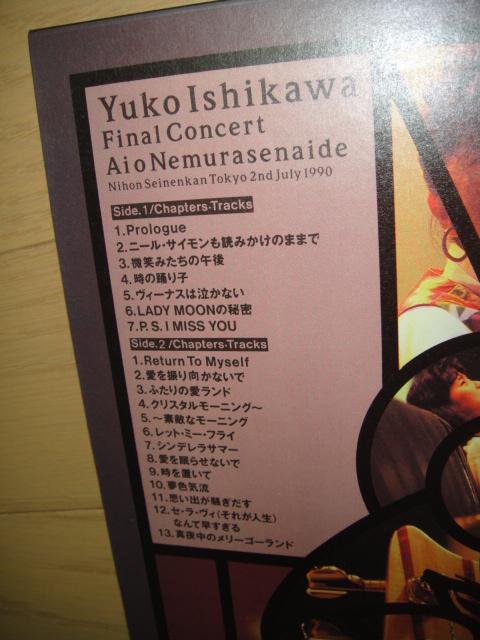 Yuko Ishikawa
Final Concert
Ai o Nemurasenaide
Nihon Seinenkan Tokyo 2nd July 1990
Side.1/Chapters-Tracks
1.Prologue
2.ニール・サイモンも読みかけのままで
3.微笑みたちの午後
4.時の踊り子
5.ヴィーナスは泣かない
6.LADY MOONの秘密
7.P.S. I MISS YOU
Side.2/Chapters-Tracks
1.Return To Myself
2.愛を振り向かないで
3.ふたりの愛ランド
4.クリスタルモーニング〜
5.〜素敵なモーニング
6.レット・ミー・フライ
7.シンデレラサマー
8.愛を眠らせないで
9.時を置いて
10.夢色気流
11.思い出が騒ぎだす
12.セ・ラ・ヴィ(それが人生)
なんて早すぎる
13.真夜中のメリーゴーランド